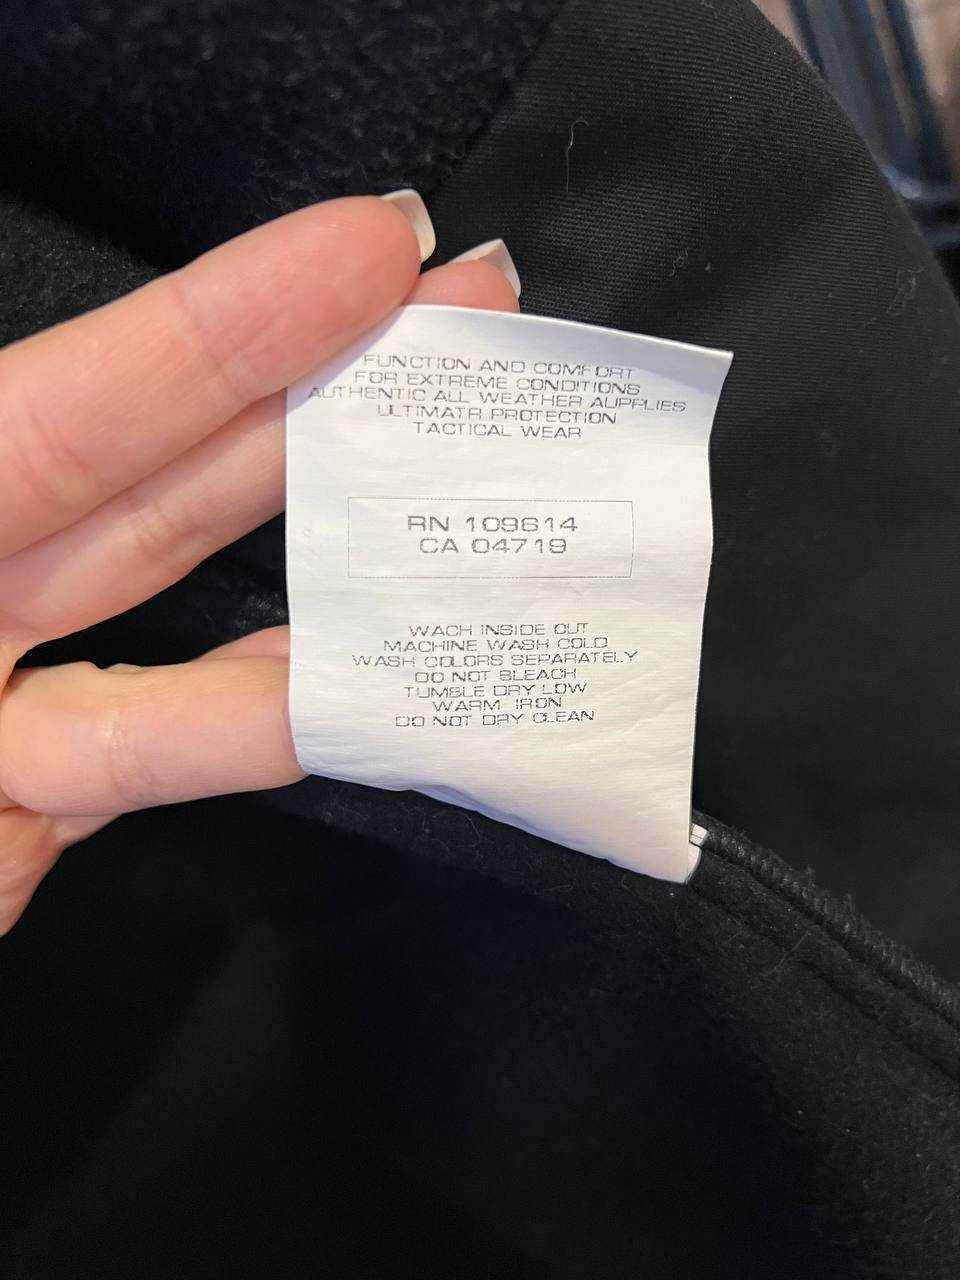 FUNCTION AND COMFORT
FOR EXTREME CONDITIONS
AUTHENTIC ALL WEATHER AUPPLIES
ULTIMATR PROTECTION
TACTICAL WEAR
RN 109614
CA 04719
WACH INSIDE OUT
MACHINE WASH COLD
WASH COLORS SEPARATELY
DO NOT BLEACH
TUMBLE DRY LOW
WARM IRON
DO NOT DRY CLEAN